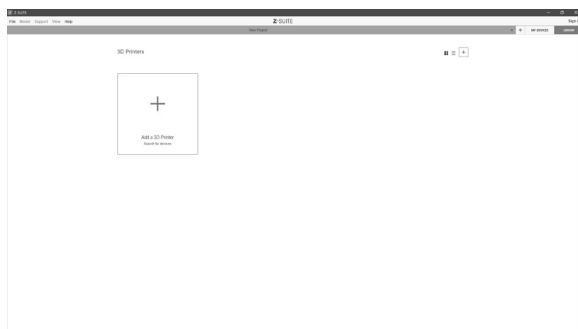 Z-SUITE
File Model Support View Help
Z-SUITE
Sign I
New Project
MY DEVICES
LIBRARY
3D Printers
Add a 3D Printer
Search for devices